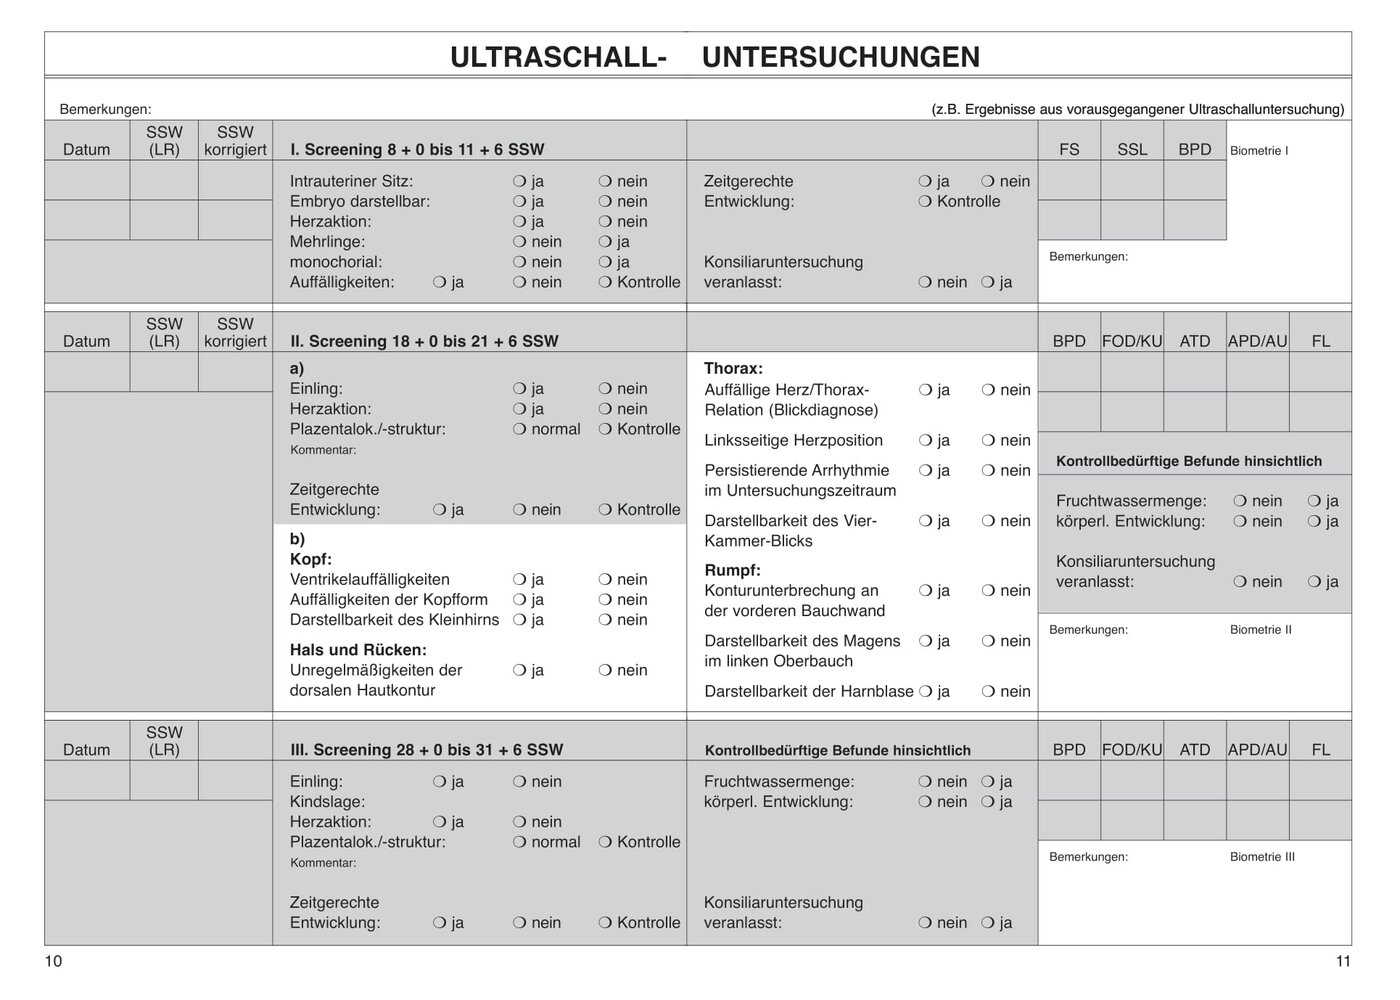 ULTRASCHALL- UNTERSUCHUNGEN
Bemerkungen: (z.B. Ergebnisse aus vorausgegangener Ultraschalluntersuchung)
Datum SSW (LR) SSW korrigiert I. Screening 8 + 0 bis 11 + 6 SSW FS SSL BPD Biometrie I
Intrauteriner Sitz: ❍ ja ❍ nein
Embryo darstellbar: ❍ ja ❍ nein
Herzaktion: ❍ ja ❍ nein
Mehrlinge: ❍ nein ❍ ja
monochorial: ❍ nein ❍ ja
Auffälligkeiten: ❍ ja ❍ nein ❍ Kontrolle
Zeitgerechte ❍ ja ❍ nein
Entwicklung: ❍ Kontrolle
Konsiliaruntersuchung
veranlasst: ❍ nein ❍ ja
Bemerkungen:
Datum SSW (LR) SSW korrigiert II. Screening 18 + 0 bis 21 + 6 SSW BPD FOD/KU ATD APD/AU FL
a)
Einling: ❍ ja ❍ nein
Herzaktion: ❍ ja ❍ nein
Plazentalok./-struktur: ❍ normal ❍ Kontrolle
Kommentar:
Zeitgerechte
Entwicklung: ❍ ja ❍ nein ❍ Kontrolle
b)
Kopf:
Ventrikelauffälligkeiten ❍ ja ❍ nein
Auffälligkeiten der Kopfform ❍ ja ❍ nein
Darstellbarkeit des Kleinhirns ❍ ja ❍ nein
Hals und Rücken:
Unregelmäßigkeiten der ❍ ja ❍ nein
dorsalen Hautkontur
Thorax:
Auffällige Herz/Thorax- ❍ ja ❍ nein
Relation (Blickdiagnose)
Linksseitige Herzposition ❍ ja ❍ nein
Persistierende Arrhythmie ❍ ja ❍ nein
im Untersuchungszeitraum
Darstellbarkeit des Vier- ❍ ja ❍ nein
Kammer-Blicks
Rumpf:
Konturunterbrechung an ❍ ja ❍ nein
der vorderen Bauchwand
Darstellbarkeit des Magens ❍ ja ❍ nein
im linken Oberbauch
Darstellbarkeit der Harnblase ❍ ja ❍ nein
Kontrollbedürftige Befunde hinsichtlich
Fruchtwassermenge: ❍ nein ❍ ja
körperl. Entwicklung: ❍ nein ❍ ja
Konsiliaruntersuchung
veranlasst: ❍ nein ❍ ja
Bemerkungen: Biometrie II
Datum SSW (LR) III. Screening 28 + 0 bis 31 + 6 SSW Kontrollbedürftige Befunde hinsichtlich BPD FOD/KU ATD APD/AU FL
Einling: ❍ ja ❍ nein
Kindslage:
Herzaktion: ❍ ja ❍ nein
Plazentalok./-struktur: ❍ normal ❍ Kontrolle
Kommentar:
Zeitgerechte
Entwicklung: ❍ ja ❍ nein ❍ Kontrolle
Fruchtwassermenge: ❍ nein ❍ ja
körperl. Entwicklung: ❍ nein ❍ ja
Konsiliaruntersuchung
veranlasst: ❍ nein ❍ ja
Bemerkungen: Biometrie III
10 11